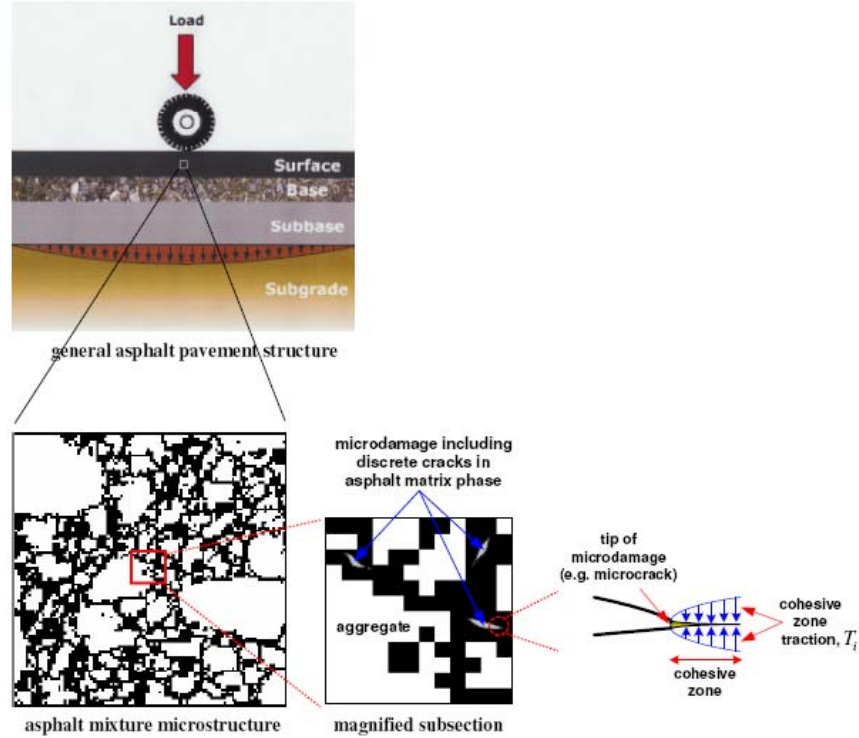 Load
Surface
Base
Subbase
Subgrade
general asphalt pavement structure
microdamage including
discrete cracks in
asphalt matrix phase
tip of
microdamage
(e.g. microcrack)
aggregate
cohesive
zone
traction, Ti
cohesive
zone
asphalt mixture microstructure
magnified subsection